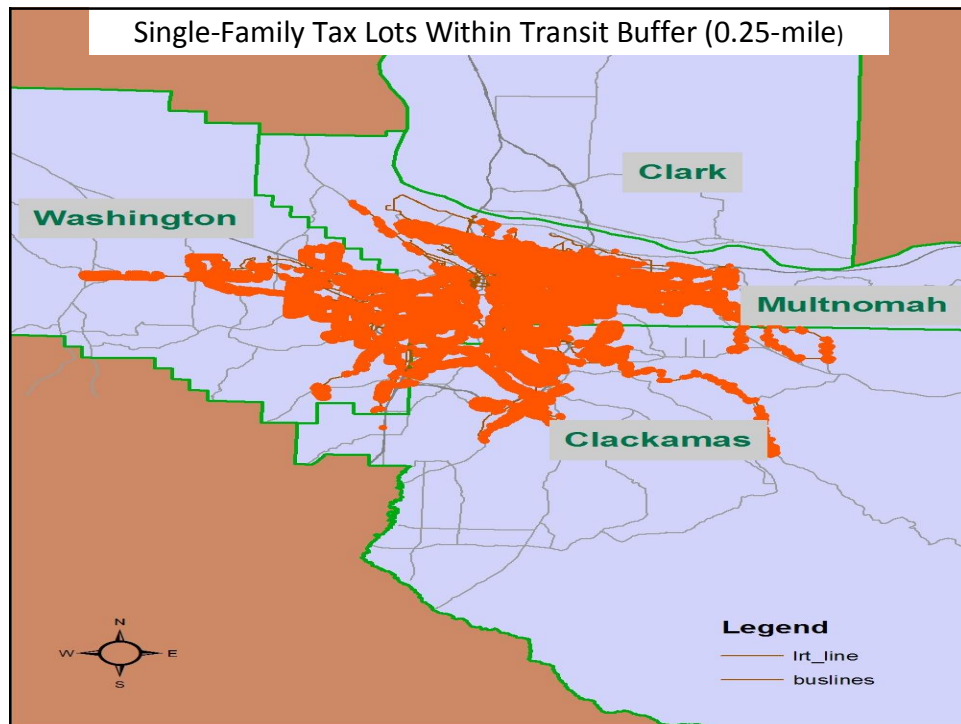 Single-Family Tax Lots Within Transit Buffer (0.25-mile)
Clark
Washington
Multnomah
Clackamas
N
W E
S
Legend
lrt_line
buslines